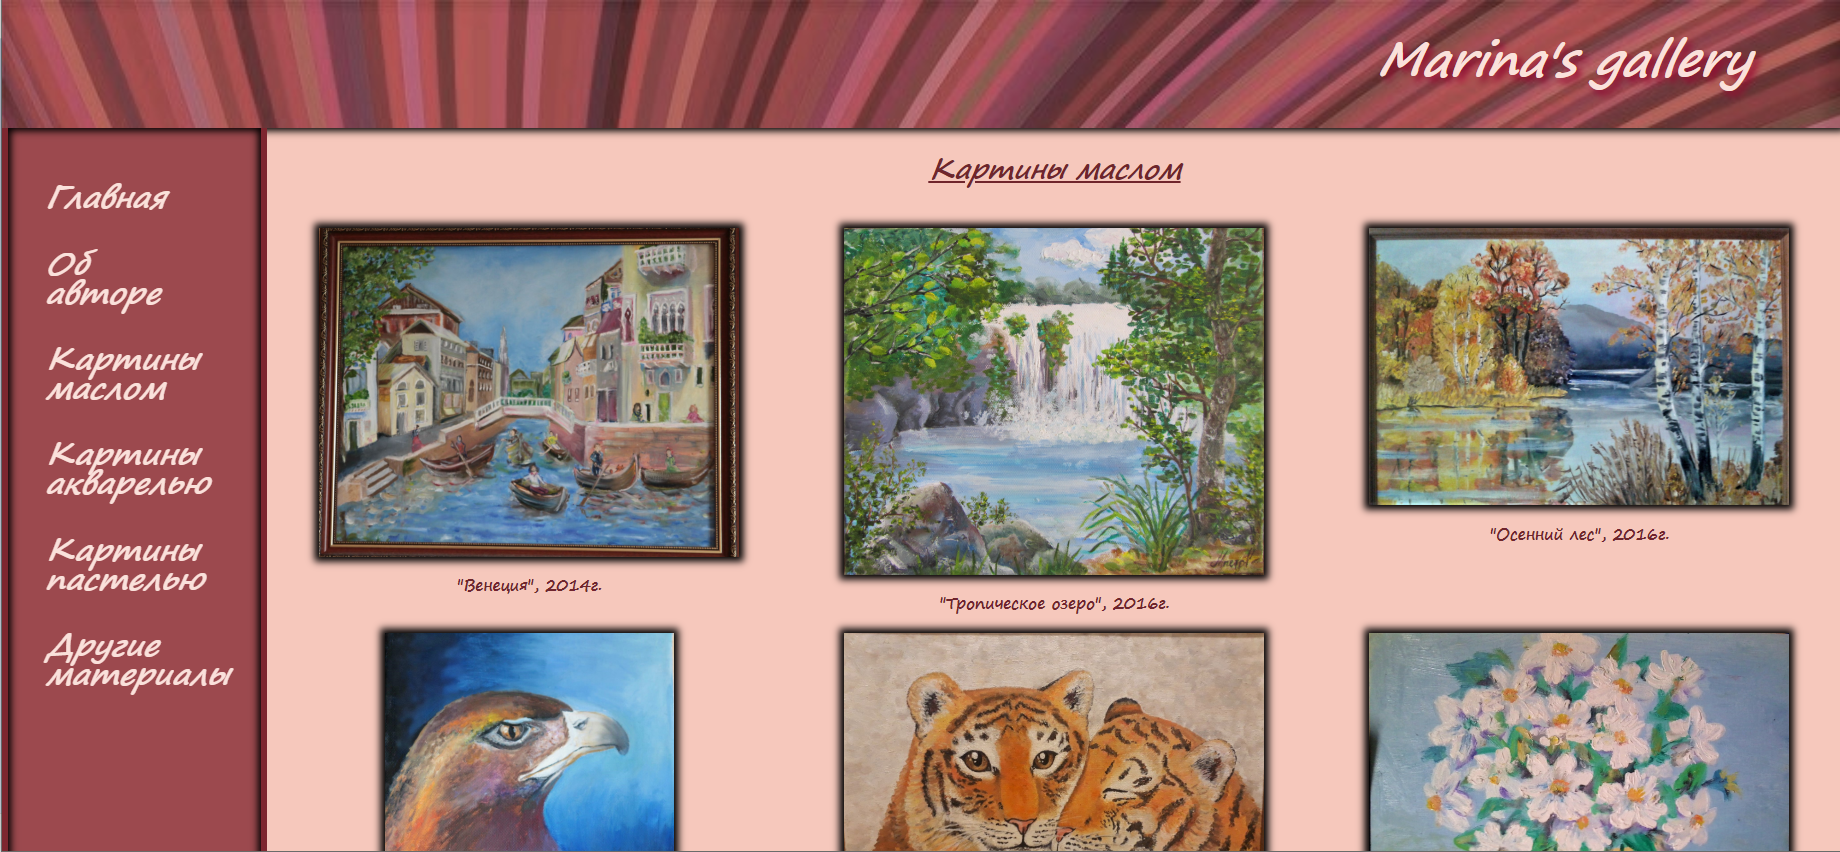 Marina's gallery
Главная
Об
авторе
Картины
маслом
Картины
акварелью
Картины
пастелью
Другие
материалы
Картины маслом
"Венеция", 2014г.
"Тропическое озеро", 2016г.
"Осенний лес", 2016г.